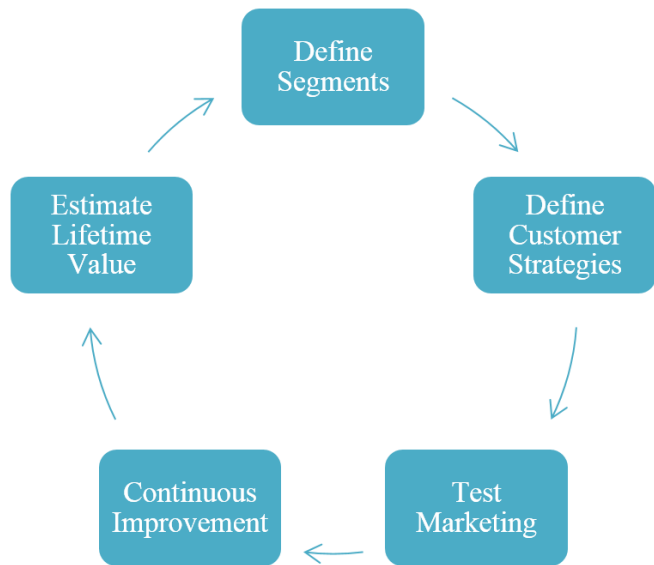 Define
Segments
Define
Customer
Strategies
Test
Marketing
Continuous
Improvement
Estimate
Lifetime
Value